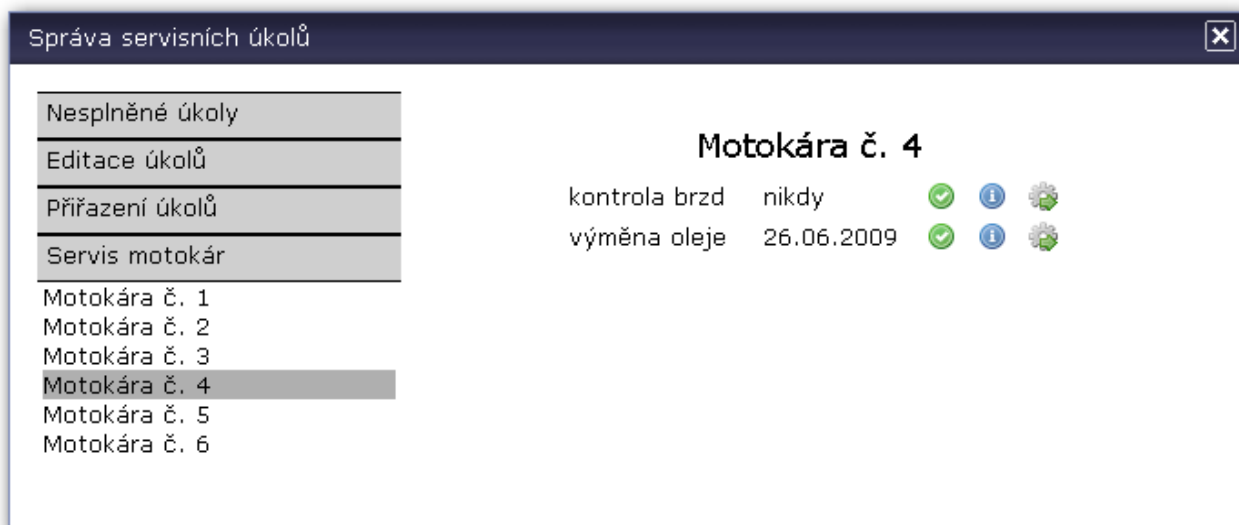 Správa servisních úkolů
Nesplněné úkoly
Editace úkolů
Přiřazení úkolů
Servis motokár
Motokára č. 1
Motokára č. 2
Motokára č. 3
Motokára č. 4
Motokára č. 5
Motokára č. 6
Motokára č. 4
kontrola brzd nikdy
výměna oleje 26.06.2009